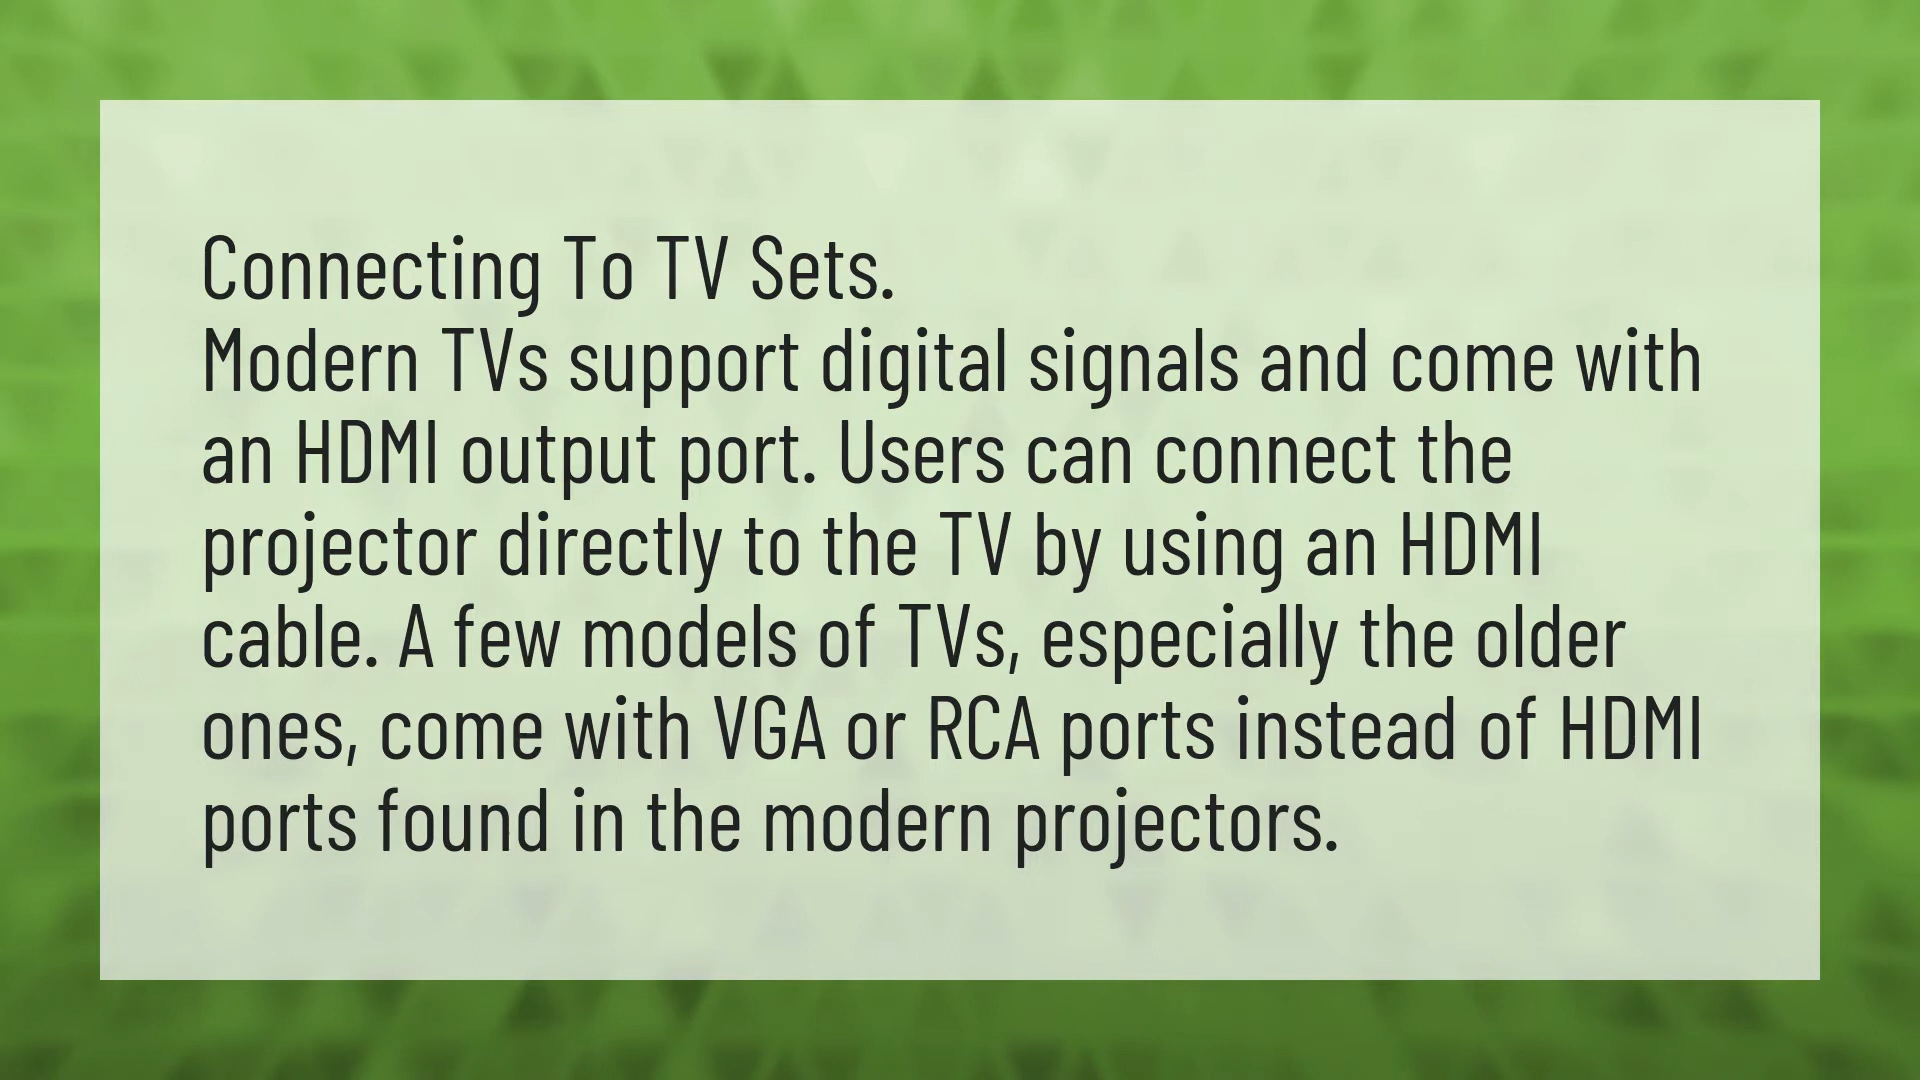 Connecting To TV Sets.
Modern TVs support digital signals and come with
an HDMI output port. Users can connect the
projector directly to the TV by using an HDMI
cable. A few models of TVs, especially the older
ones, come with VGA or RCA ports instead of HDMI
ports found in the modern projectors.